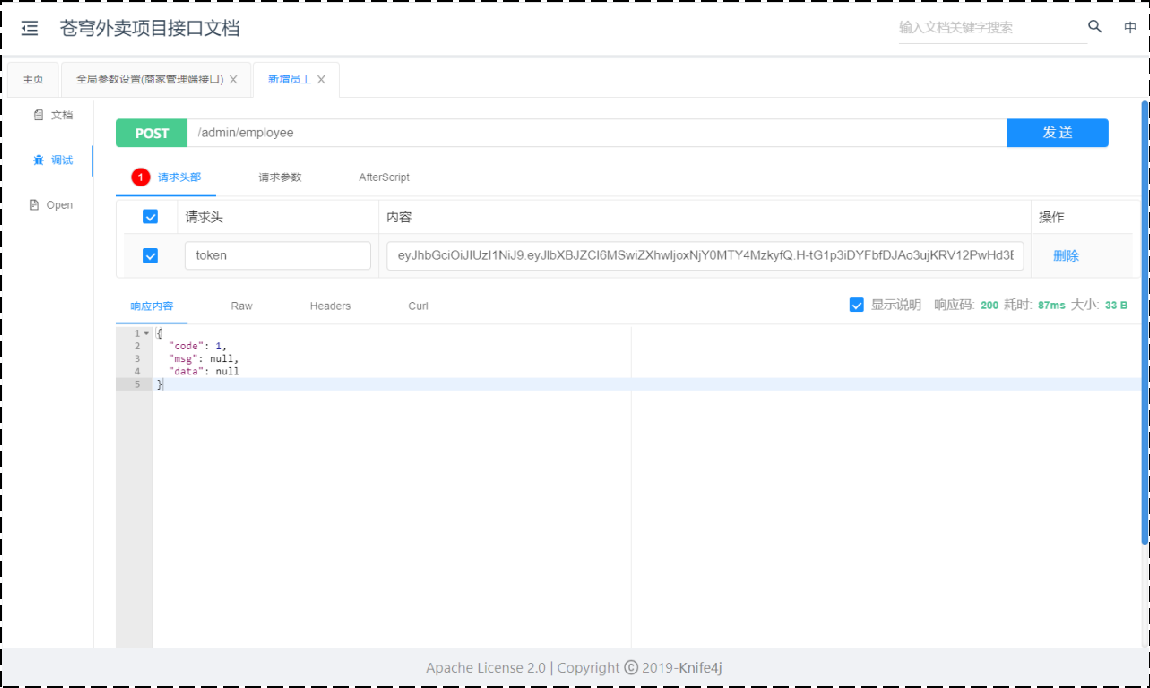 苍穹外卖项目接口文档
输入文档关键字搜索
中
主页
全局参数设置(商家管理端接口)
新增员工
文档
调试
Open
POST
/admin/employee
发送
1 请求头部
请求参数
AfterScript
请求头
内容
操作
token
删除
响应内容
Raw
Headers
Curl
显示说明
响应码: 200 耗时: 87ms 大小: 33 B
1 {
2 "code": 1,
3 "msg": null,
4 "data": null
5 }
Apache License 2.0 | Copyright ⓒ 2019-Knife4j